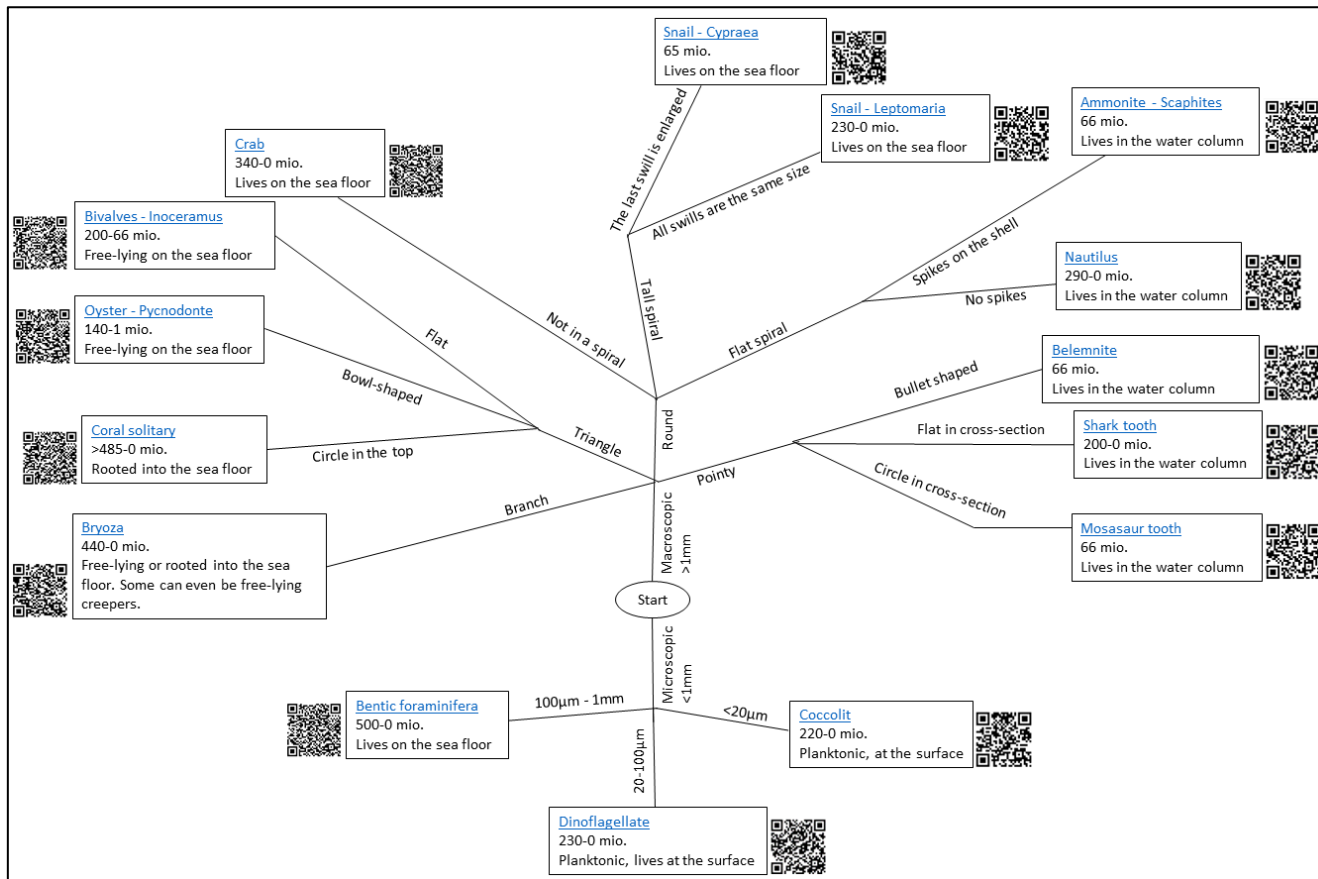 Snail - Cypraea
65 mio.
Lives on the sea floor
Snail - Leptomaria
230-0 mio.
Lives on the sea floor
Ammonite - Scaphites
66 mio.
Lives in the water column
Crab
340-0 mio.
Lives on the sea floor
The last swill is enlarged
All swills are the same size
Bivalves - Inoceramus
200-66 mio.
Free-lying on the sea floor
Spikes on the shell
Nautilus
290-0 mio.
Lives in the water column
No spikes
Tall spiral
Oyster - Pycnodonte
140-1 mio.
Free-lying on the sea floor
Flat
Not in a spiral
Flat spiral
Belemnite
66 mio.
Lives in the water column
Bullet shaped
Bowl-shaped
Coral solitary
>485-0 mio.
Rooted into the sea floor
Circle in the top
Triangle
Round
Flat in cross-section
Shark tooth
200-0 mio.
Lives in the water column
Pointy
Circle in cross-section
Branch
Bryoza
440-0 mio.
Free-lying or rooted into the sea
floor. Some can even be free-lying
creepers.
Mosasaur tooth
66 mio.
Lives in the water column
Macroscopic
>1mm
Start
Microscopic
<1mm
Bentic foraminifera
500-0 mio.
Lives on the sea floor
100µm - 1mm
<20µm
Coccolit
220-0 mio.
Planktonic, at the surface
20-100µm
Dinoflagellate
230-0 mio.
Planktonic, lives at the surface